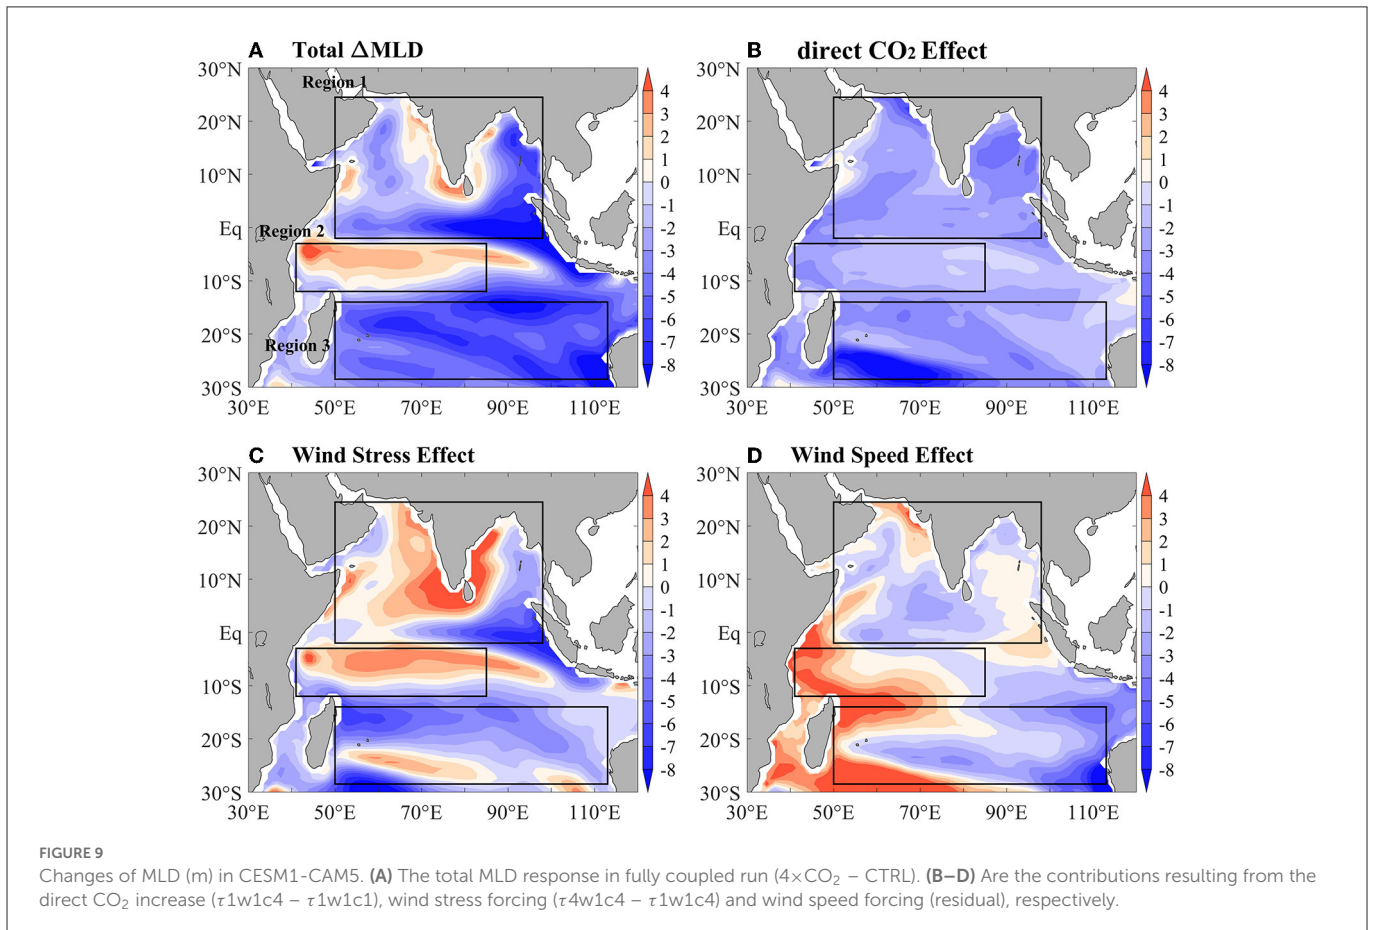 A Total △MLD
Region 1
Region 2
Region 3
30°N
20°N
10°N
Eq
10°S
20°S
30°S
30°E 50°E 70°E 90°E 110°E
4
3
2
1
0
-1
-2
-3
-4
-5
-6
-7
-8
B direct CO₂ Effect
30°N
20°N
10°N
Eq
10°S
20°S
30°S
30°E 50°E 70°E 90°E 110°E
4
3
2
1
0
-1
-2
-3
-4
-5
-6
-7
-8
C Wind Stress Effect
30°N
20°N
10°N
Eq
10°S
20°S
30°S
30°E 50°E 70°E 90°E 110°E
4
3
2
1
0
-1
-2
-3
-4
-5
-6
-7
-8
D Wind Speed Effect
30°N
20°N
10°N
Eq
10°S
20°S
30°S
30°E 50°E 70°E 90°E 110°E
4
3
2
1
0
-1
-2
-3
-4
-5
-6
-7
-8
FIGURE 9
Changes of MLD (m) in CESM1-CAM5. (A) The total MLD response in fully coupled run (4×CO₂ – CTRL). (B–D) Are the contributions resulting from the
direct CO₂ increase (τ1w1c4 – τ1w1c1), wind stress forcing (τ4w1c4 – τ1w1c4) and wind speed forcing (residual), respectively.